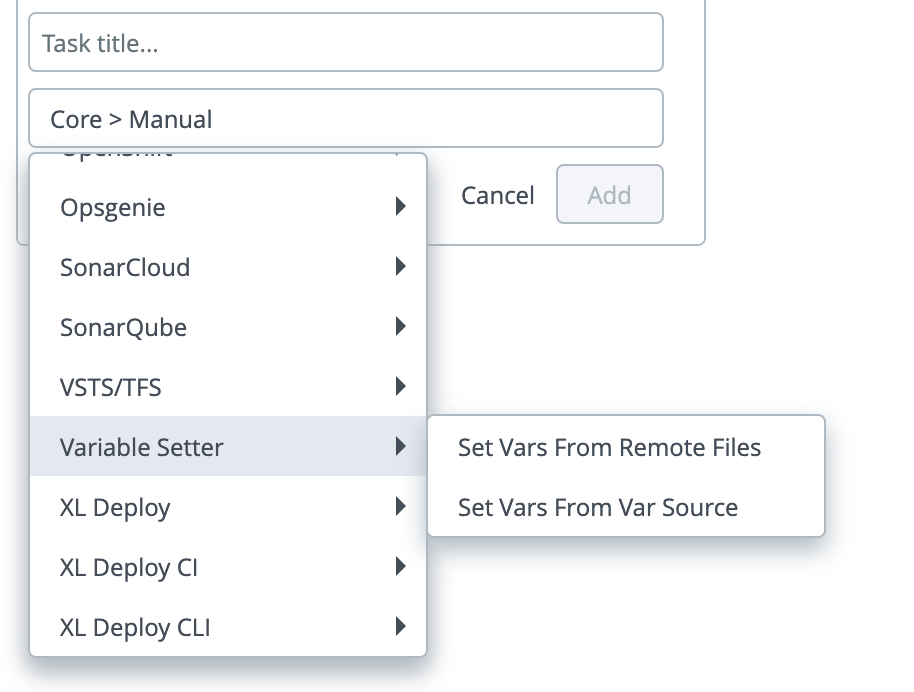 Task title...
Core > Manual
Cancel
Add
Opsgenie
SonarCloud
SonarQube
VSTS/TFS
Variable Setter
Set Vars From Remote Files
Set Vars From Var Source
XL Deploy
XL Deploy CI
XL Deploy CLI